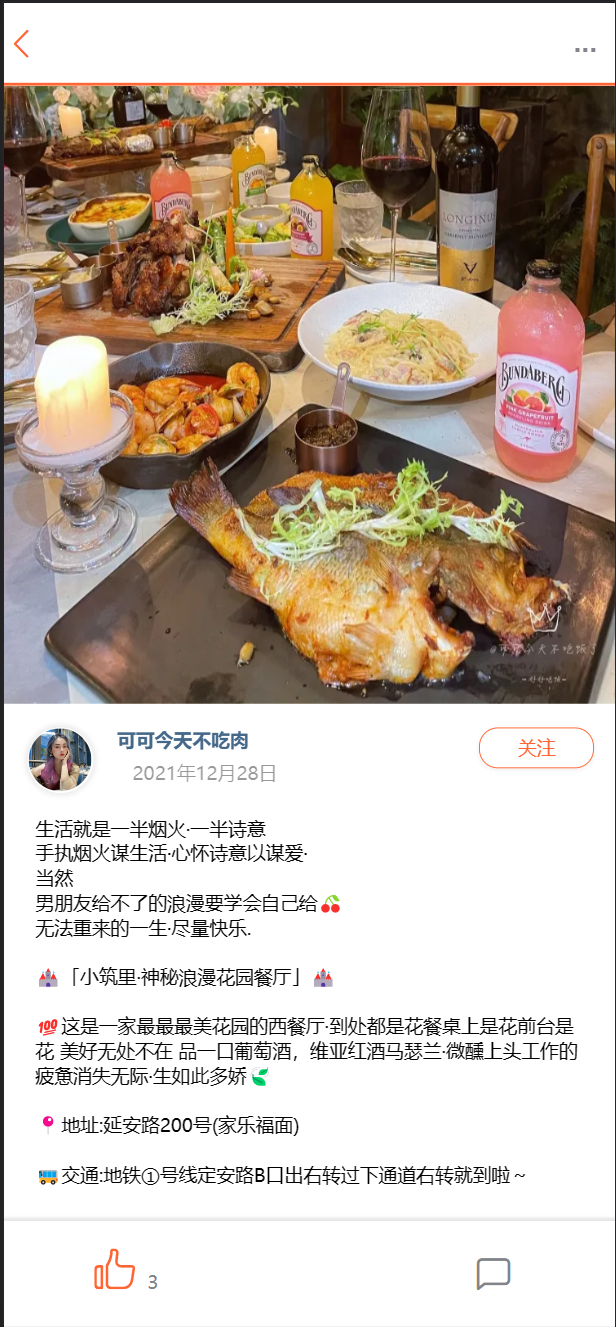 ...
BUNDABERG
BUNDABERG
LONGINUS
BUNDABERG
PINK GRAPEFRUIT
SPARKLING DRINK
可可今天不吃肉
2021年12月28日
关注
生活就是一半烟火·一半诗意
手执烟火谋生活·心怀诗意以谋爱·
当然
男朋友给不了的浪漫要学会自己给🍒
无法重来的一生·尽量快乐.
🏰「小筑里·神秘浪漫花园餐厅」🏰
💯这是一家最最最美花园的西餐厅·到处都是花餐桌上是花前台是
花 美好无处不在 品一口葡萄酒，维亚红酒马瑟兰·微醺上头工作的
疲惫消失无际·生如此多娇🍃
📍地址:延安路200号(家乐福面)
🚌交通:地铁①号线定安路B口出右转过下通道右转就到啦～
3